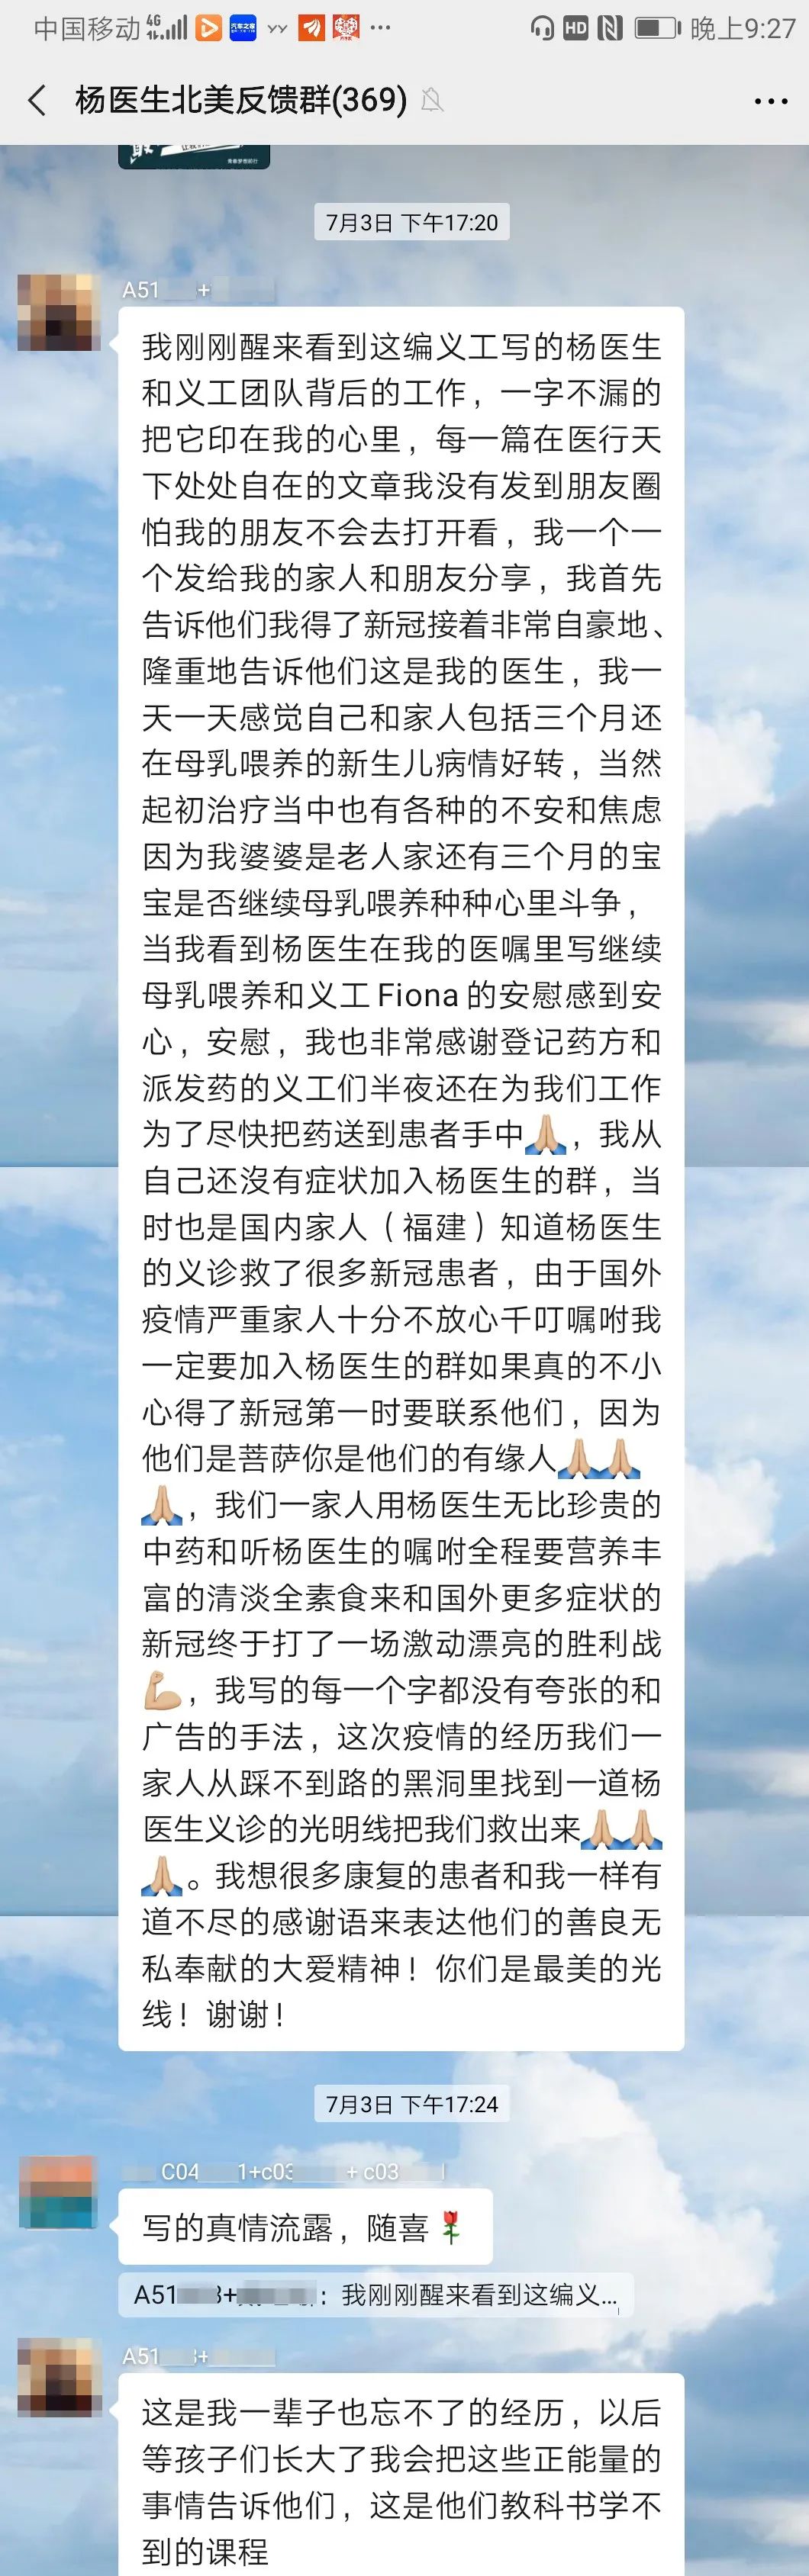 中国移动 4G 汽车之家 HD 晚上9:27
杨医生北美反馈群(369)
7月3日 下午17:20
A51 +
我刚刚醒来看到这编义工写的杨医生
和义工团队背后的工作，一字不漏的
把它印在我的心里，每一篇在医行天
下处处自在的文章我没有发到朋友圈
怕我的朋友不会去打开看，我一个一
个发给我的家人和朋友分享，我首先
告诉他们我得了新冠接着非常自豪地、
隆重地告诉他们这是我的医生，我一
天一天感觉自己和家人包括三个月还
在母乳喂养的新生儿病情好转，当然
起初治疗当中也有各种的不安和焦虑
因为我婆婆是老人家还有三个月的宝
宝是否继续母乳喂养种种心里斗争，
当我看到杨医生在我的医嘱里写继续
母乳喂养和义工Fiona的安慰感到安
心，安慰，我也非常感谢登记药方和
派发药的义工们半夜还在为我们工作
为了尽快把药送到患者手中🙏🏼，我从
自己还沒有症状加入杨医生的群，当
时也是国内家人（福建）知道杨医生
的义诊救了很多新冠患者，由于国外
疫情严重家人十分不放心千叮嘱咐我
一定要加入杨医生的群如果真的不小
心得了新冠第一时要联系他们，因为
他们是菩萨你是他们的有缘人🙏🏼🙏🏼
🙏🏼，我们一家人用杨医生无比珍贵的
中药和听杨医生的嘱咐全程要营养丰
富的清淡全素食来和国外更多症状的
新冠终于打了一场激动漂亮的胜利战
💪🏼，我写的每一个字都没有夸张的和
广告的手法，这次疫情的经历我们一
家人从踩不到路的黑洞里找到一道杨
医生义诊的光明线把我们救出来🙏🏼🙏🏼
🙏🏼。我想很多康复的患者和我一样有
道不尽的感谢语来表达他们的善良无
私奉献的大爱精神！你们是最美的光
线！谢谢！
7月3日 下午17:24
C04 1+c03 + c03
写的真情流露，随喜🌹
A51 3+ ：我刚刚醒来看到这编义...
A51 +
这是我一辈子也忘不了的经历，以后
等孩子们长大了我会把这些正能量的
事情告诉他们，这是他们教科书学不
到的课程